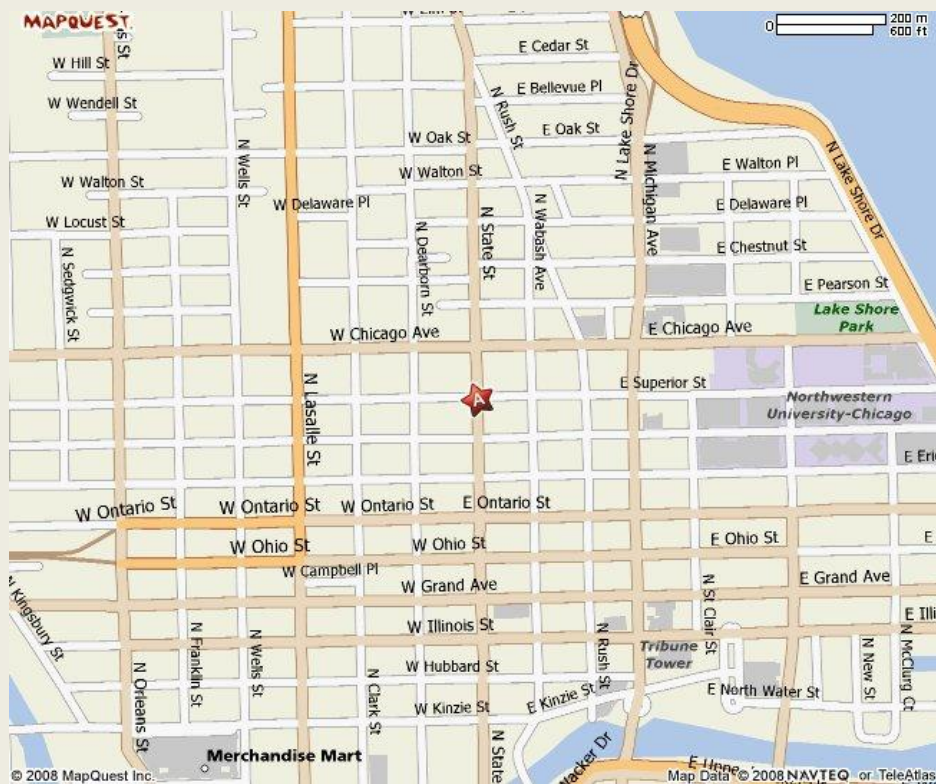 MAPQUEST
0
200 m
600 ft
W Hill St
E Cedar St
W Wendell St
E Bellevue Pl
N Rush St
N Lake Shore Dr
W Oak St
E Oak St
N Wells St
N Michigan Ave
N Lake Shore Dr
W Walton St
W Walton St
E Walton Pl
W Delaware Pl
N State St
N Wabash Ave
E Delaware Pl
W Locust St
N Sedgwick St
N Dearborn St
E Chestnut St
E Pearson St
W Chicago Ave
E Chicago Ave
Lake Shore
Park
N Lasalle St
A
E Superior St
Northwestern
University-Chicago
W Ontario St
W Ontario St
W Ontario St
E Ontario St
W Ohio St
W Ohio St
E Ohio St
W Campbell Pl
W Grand Ave
E Grand Ave
N Kingsbury St
W Illinois St
N Franklin St
N Wells St
N Rush St
N St Clair St
Tribune
Tower
N New St
N McClurg Ct
N Orleans St
N Clark St
W Hubbard St
W Kinzie St
E Kinzie St
E North Water St
N State
Merchandise Mart
© 2008 MapQuest Inc.
Map Data © 2008 NAVTEQ or TeleAtlas